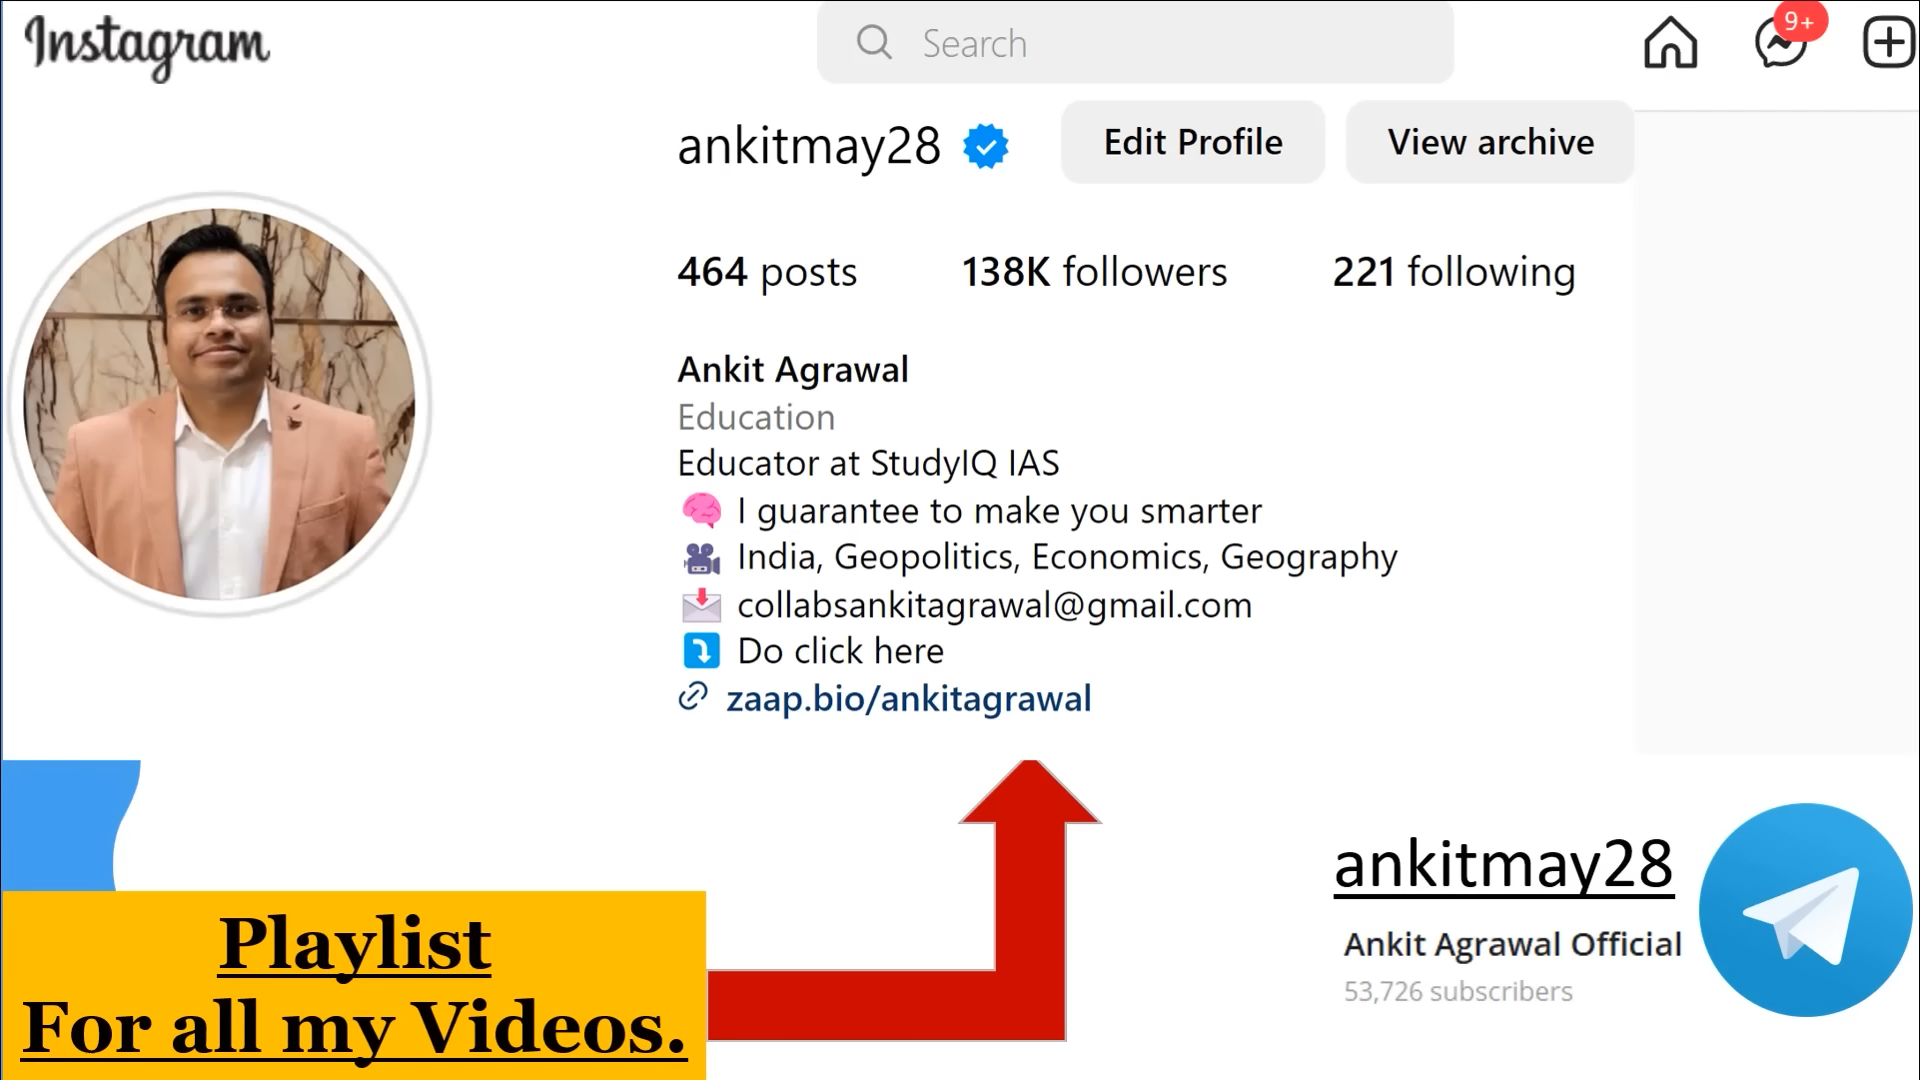 Instagram
Search
9+
ankitmay28
Edit Profile
View archive
464 posts
138K followers
221 following
Ankit Agrawal
Education
Educator at StudyIQ IAS
I guarantee to make you smarter
India, Geopolitics, Economics, Geography
collabsankitagrawal@gmail.com
Do click here
zaap.bio/ankitagrawal
Playlist
For all my Videos.
ankitmay28
Ankit Agrawal Official
53,726 subscribers